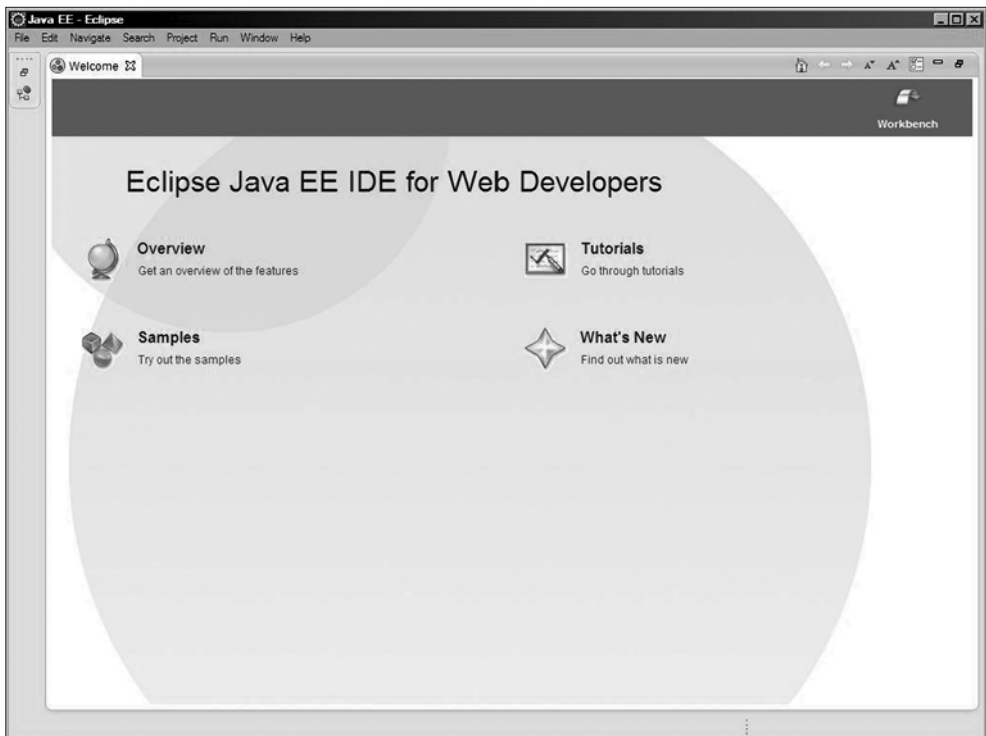 Java EE - Eclipse
File Edit Navigate Search Project Run Window Help
Welcome
Workbench
Eclipse Java EE IDE for Web Developers
Overview
Get an overview of the features
Tutorials
Go through tutorials
Samples
Try out the samples
What's New
Find out what is new